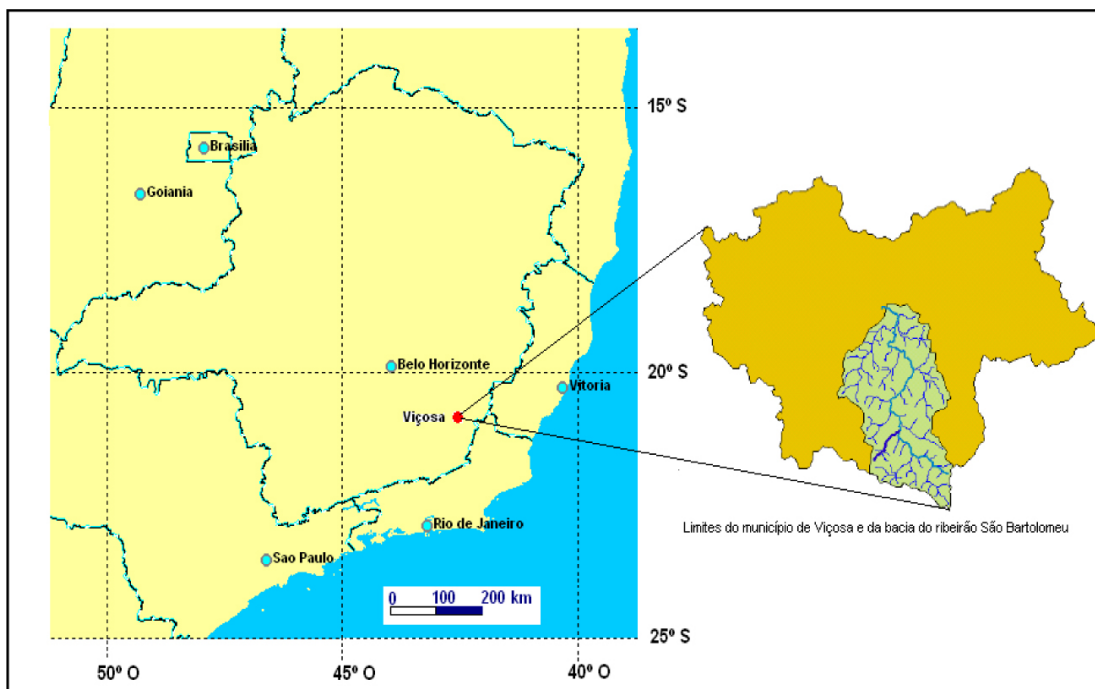 15º S
Brasilia
Goiania
Belo Horizonte
20º S
Vitoria
Viçosa
Rio de Janeiro
Sao Paulo
Limites do município de Viçosa e da bacia do ribeirão São Bartolomeu
0 100 200 km
25º S
50º O 45º O 40º O